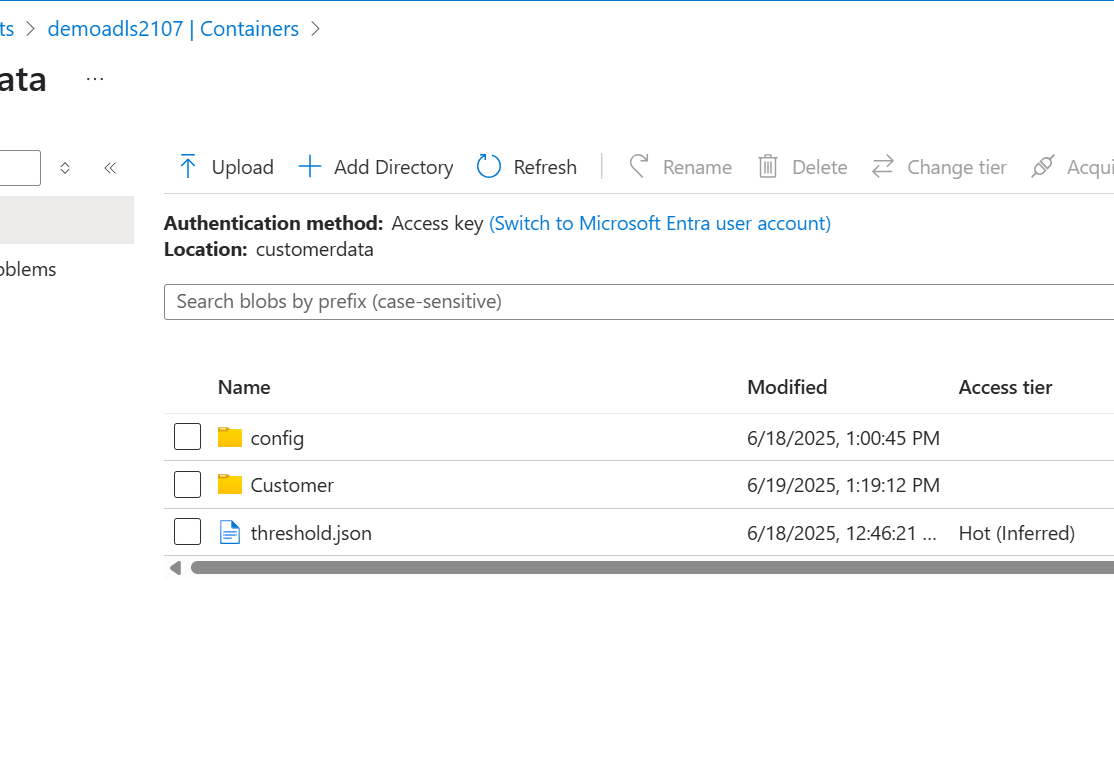 ts > demoadls2107 | Containers >
ata ...
Upload Add Directory Refresh Rename Delete Change tier Acqui
Authentication method: Access key (Switch to Microsoft Entra user account)
Location: customerdata
oblems
Search blobs by prefix (case-sensitive)
Name Modified Access tier
config 6/18/2025, 1:00:45 PM
Customer 6/19/2025, 1:19:12 PM
threshold.json 6/18/2025, 12:46:21 ... Hot (Inferred)